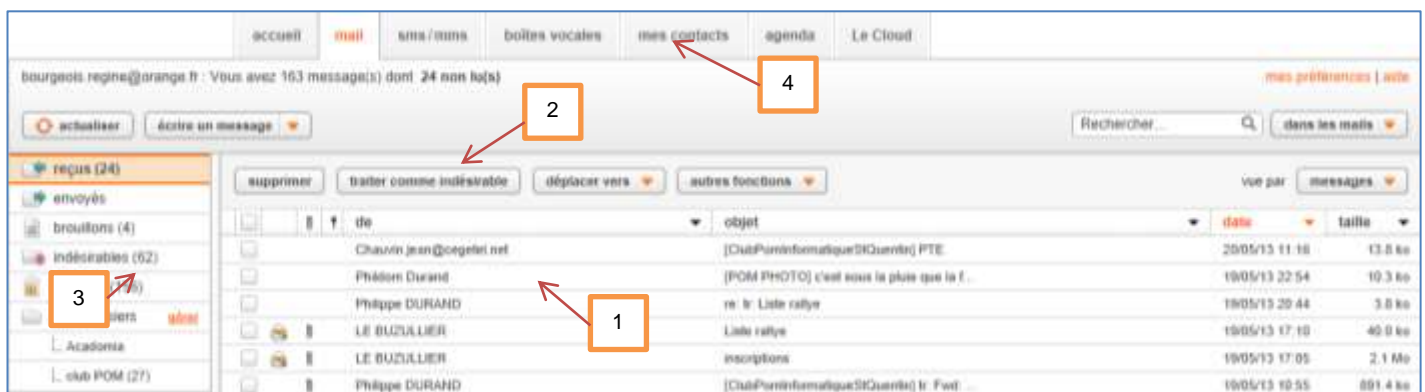 accueil mail sms/mms boîtes vocales mes contacts agenda Le Cloud
bourgeois.regine@orange.fr : Vous avez 163 message(s) dont 24 non lu(s)
mes préférences | aide
4
2
actualiser écrire un message Rechercher... dans les mails
reçus (24)
supprimer traiter comme indésirable déplacer vers autres fonctions vue par messages
envoyés
brouillons (4) de objet date taille
indésirables (62) Chauvin.jean@cegetel.net [ClubPomInformatiqueStQuentin] PTE 20/05/13 11:16 13.8 ko
3
Phidom Durand [POM PHOTO] c'est sous la pluie que la f... 19/05/13 22:54 10.3 ko
gérer Philippe DURAND re: tr: Liste rallye 19/05/13 20:44 3.8 ko
1
LE BUZULLIER Liste rallye 19/05/13 17:10 40.0 ko
Acadomia LE BUZULLIER inscriptions 19/05/13 17:05 2.1 Mo
club POM (27) Philippe DURAND [ClubPomInformatiqueStQuentin] tr: Fwd: ... 19/05/13 10:55 891.4 ko